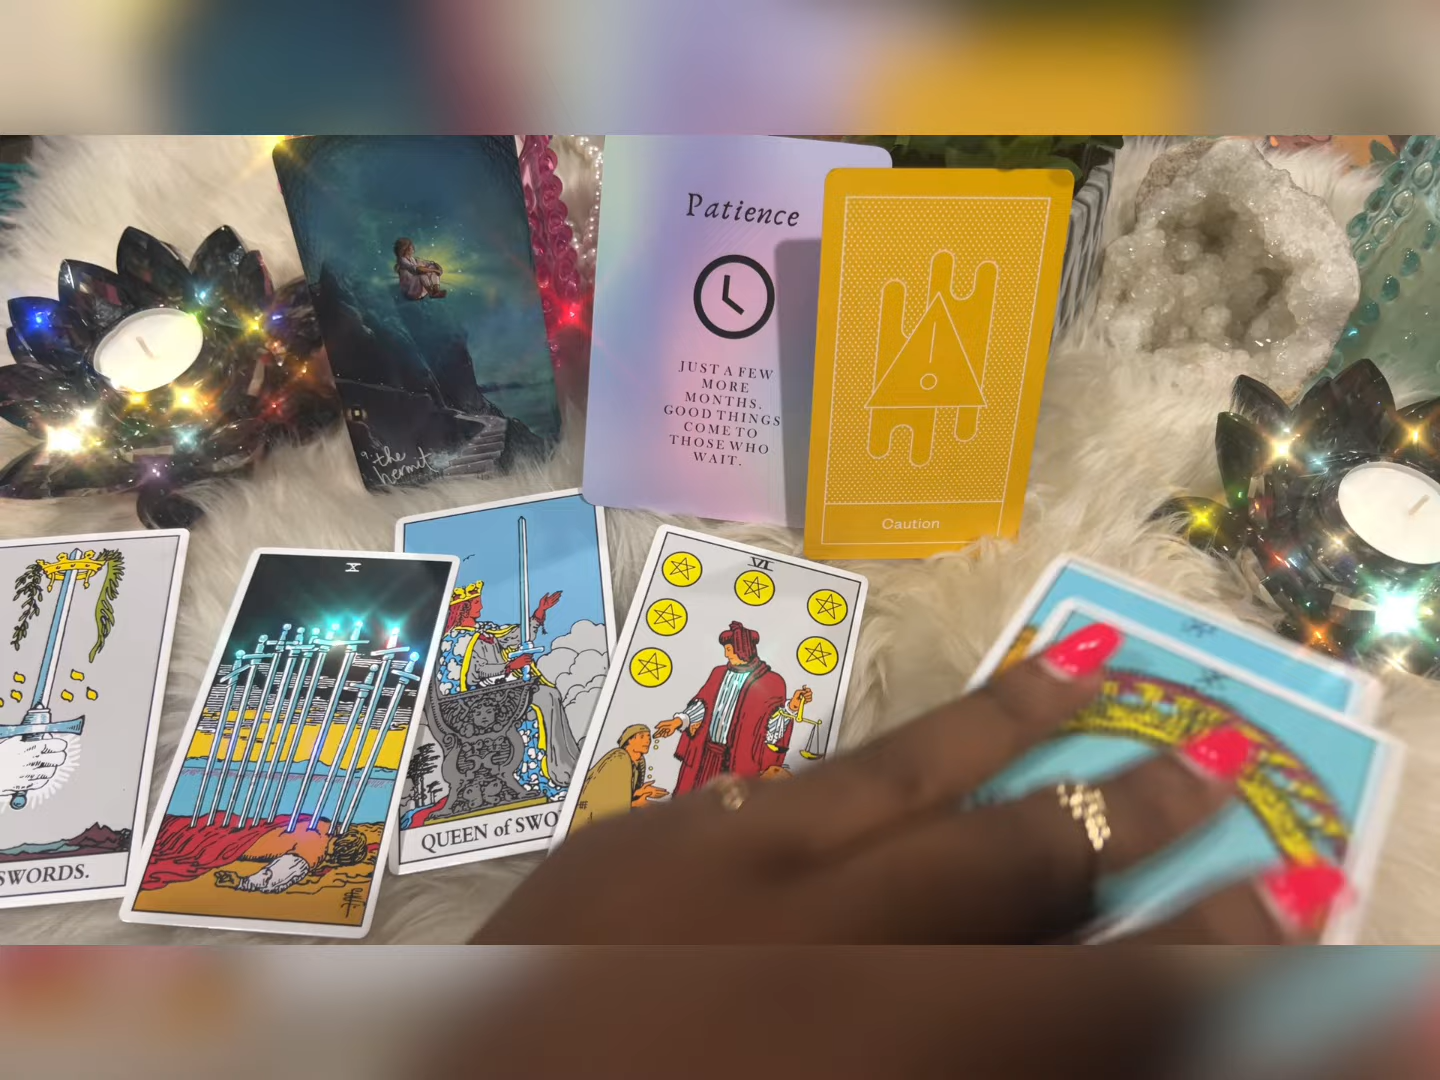 Patience
JUST A FEW
MORE
MONTHS.
GOOD THINGS
COME TO
THOSE WHO
WAIT.
Caution
9. the
hermit
X
VI
SWORDS.
QUEEN of SWO